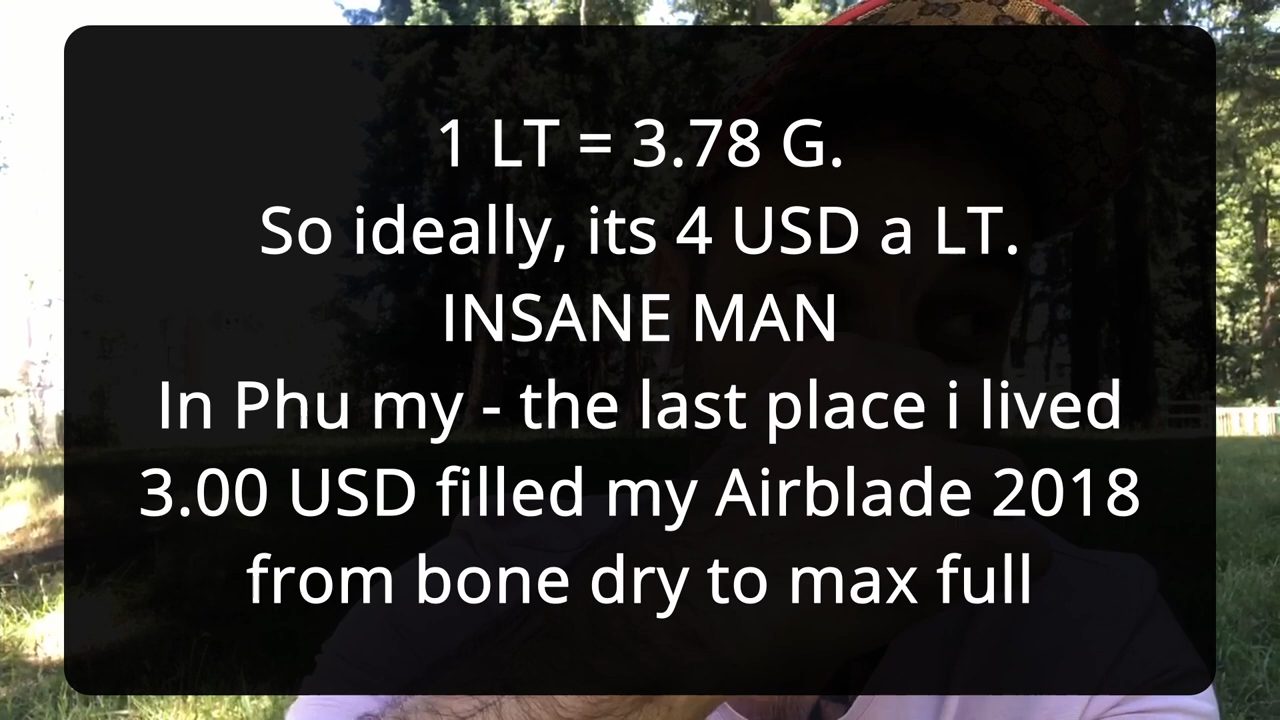 1 LT = 3.78 G.
So ideally, its 4 USD a LT.
INSANE MAN
In Phu my - the last place i lived
3.00 USD filled my Airblade 2018
from bone dry to max full